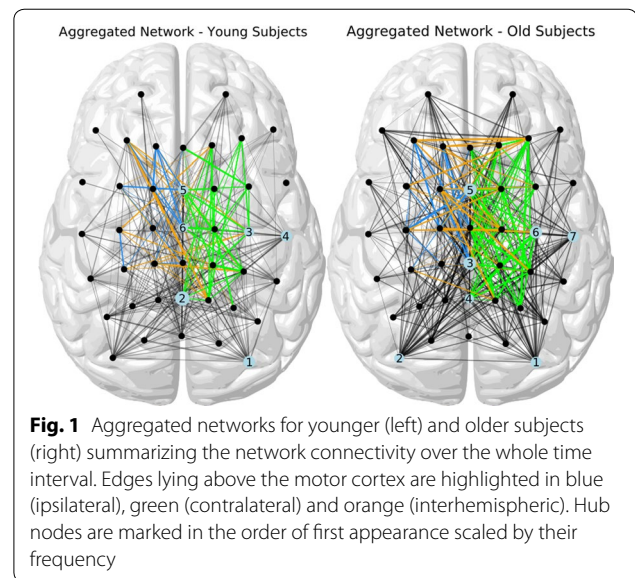 Aggregated Network - Young Subjects
Aggregated Network - Old Subjects
5
6
3
4
2
1
5
6
7
3
4
2
1
Fig. 1 Aggregated networks for younger (left) and older subjects
(right) summarizing the network connectivity over the whole time
interval. Edges lying above the motor cortex are highlighted in blue
(ipsilateral), green (contralateral) and orange (interhemispheric). Hub
nodes are marked in the order of first appearance scaled by their
frequency